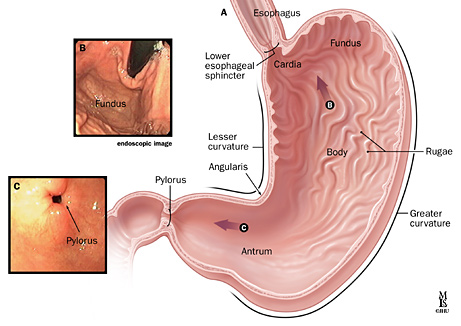 A
Esophagus
B
Fundus
endoscopic image
Lower
esophageal
sphincter
Cardia
Fundus
B
Lesser
curvature
Body
Rugae
Angularis
C
Pylorus
Pylorus
C
Antrum
Greater
curvature
©JHU